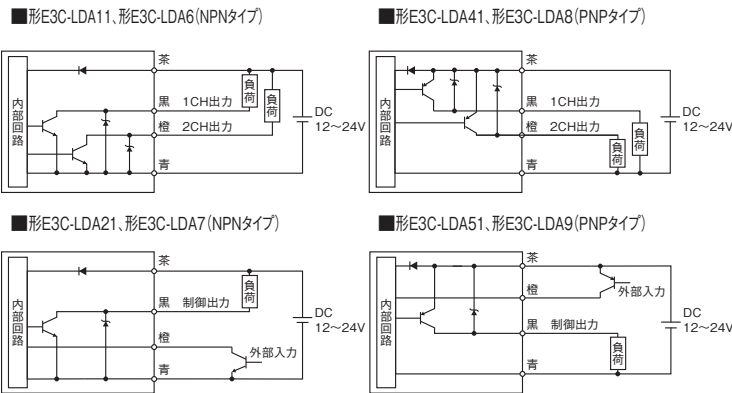 ■形E3C-LDA11、形E3C-LDA6（NPNタイプ）
茶
内部回路
黒 1CH出力
橙 2CH出力
青
負荷
負荷
DC
12～24V
■形E3C-LDA41、形E3C-LDA8（PNPタイプ）
茶
内部回路
黒 1CH出力
橙 2CH出力
青
負荷
負荷
DC
12～24V
■形E3C-LDA21、形E3C-LDA7（NPNタイプ）
茶
内部回路
負荷
黒 制御出力
橙
外部入力
青
DC
12～24V
■形E3C-LDA51、形E3C-LDA9（PNPタイプ）
茶
内部回路
橙
外部入力
黒 制御出力
負荷
青
DC
12～24V